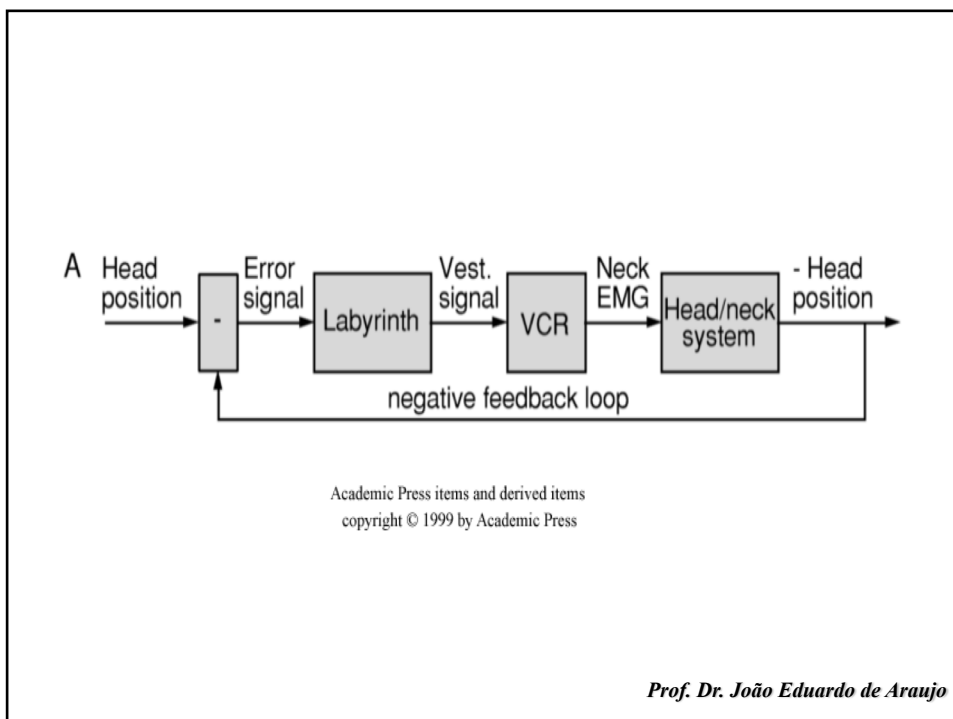 A
Head
position
-
Error
signal
Labyrinth
Vest.
signal
VCR
Neck
EMG
Head/neck
system
- Head
position
negative feedback loop
Academic Press items and derived items
copyright © 1999 by Academic Press
Prof. Dr. João Eduardo de Araujo